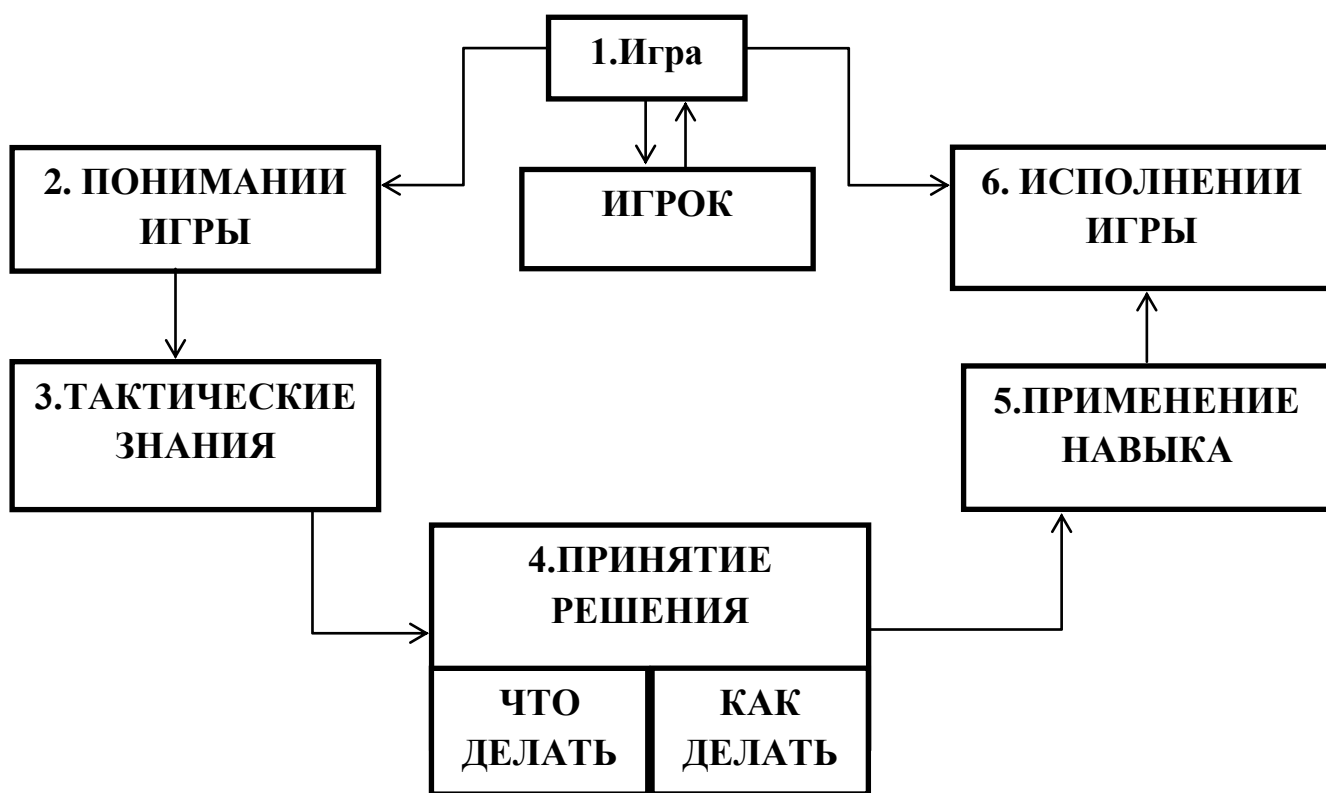 1.Игра
2. ПОНИМАНИИ
ИГРЫ
ИГРОК
6. ИСПОЛНЕНИИ
ИГРЫ
3.ТАКТИЧЕСКИЕ
ЗНАНИЯ
5.ПРИМЕНЕНИЕ
НАВЫКА
4.ПРИНЯТИЕ
РЕШЕНИЯ
ЧТО
ДЕЛАТЬ
КАК
ДЕЛАТЬ